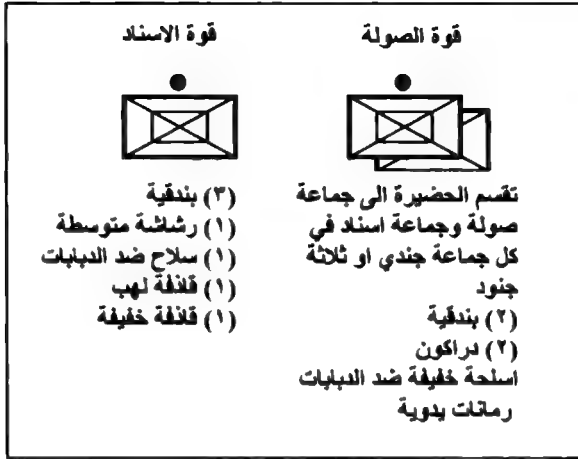 قوة الصولة
تقسم الحضيرة الى جماعة
صولة وجماعة اسناد في
كل جماعة جندي او ثلاثة
جنود
(٢) بندقية
(٢) دراكون
اسلحة خفيفة ضد الدبابات
رمانات يدوية
قوة الاسناد
(٣) بندقية
(١) رشاشة متوسطة
(١) سلاح ضد الدبابات
(١) قاذفة لهب
(١) قاذفة خفيفة